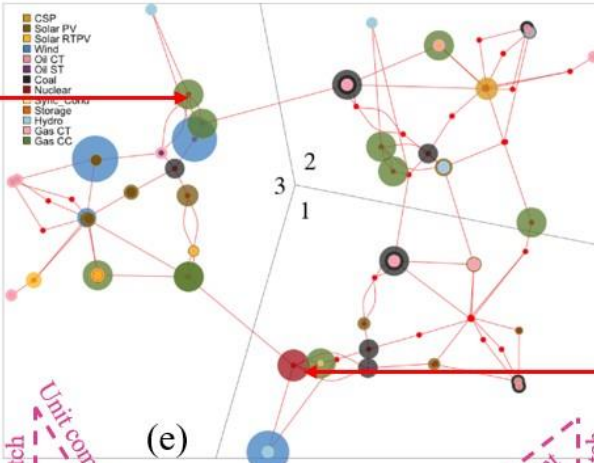 CSP
Solar PV
Solar RTPV
Wind
Oil CT
Oil ST
Coal
Nuclear
Sync_Cond
Storage
Hydro
Gas CT
Gas CC
2
3
1
(e)
Unit com